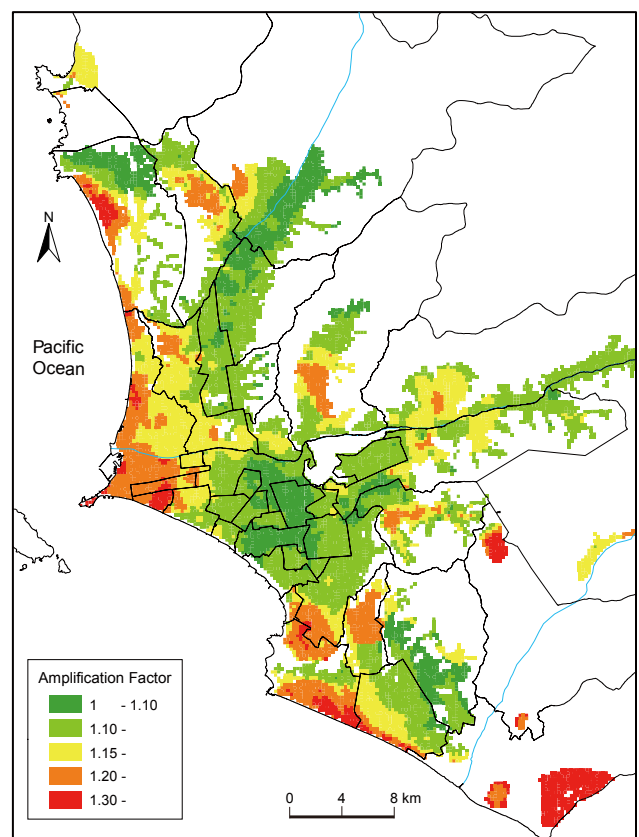 N
Pacific
Ocean
Amplification Factor
1 - 1.10
1.10 -
1.15 -
1.20 -
1.30 -
0 4 8 km